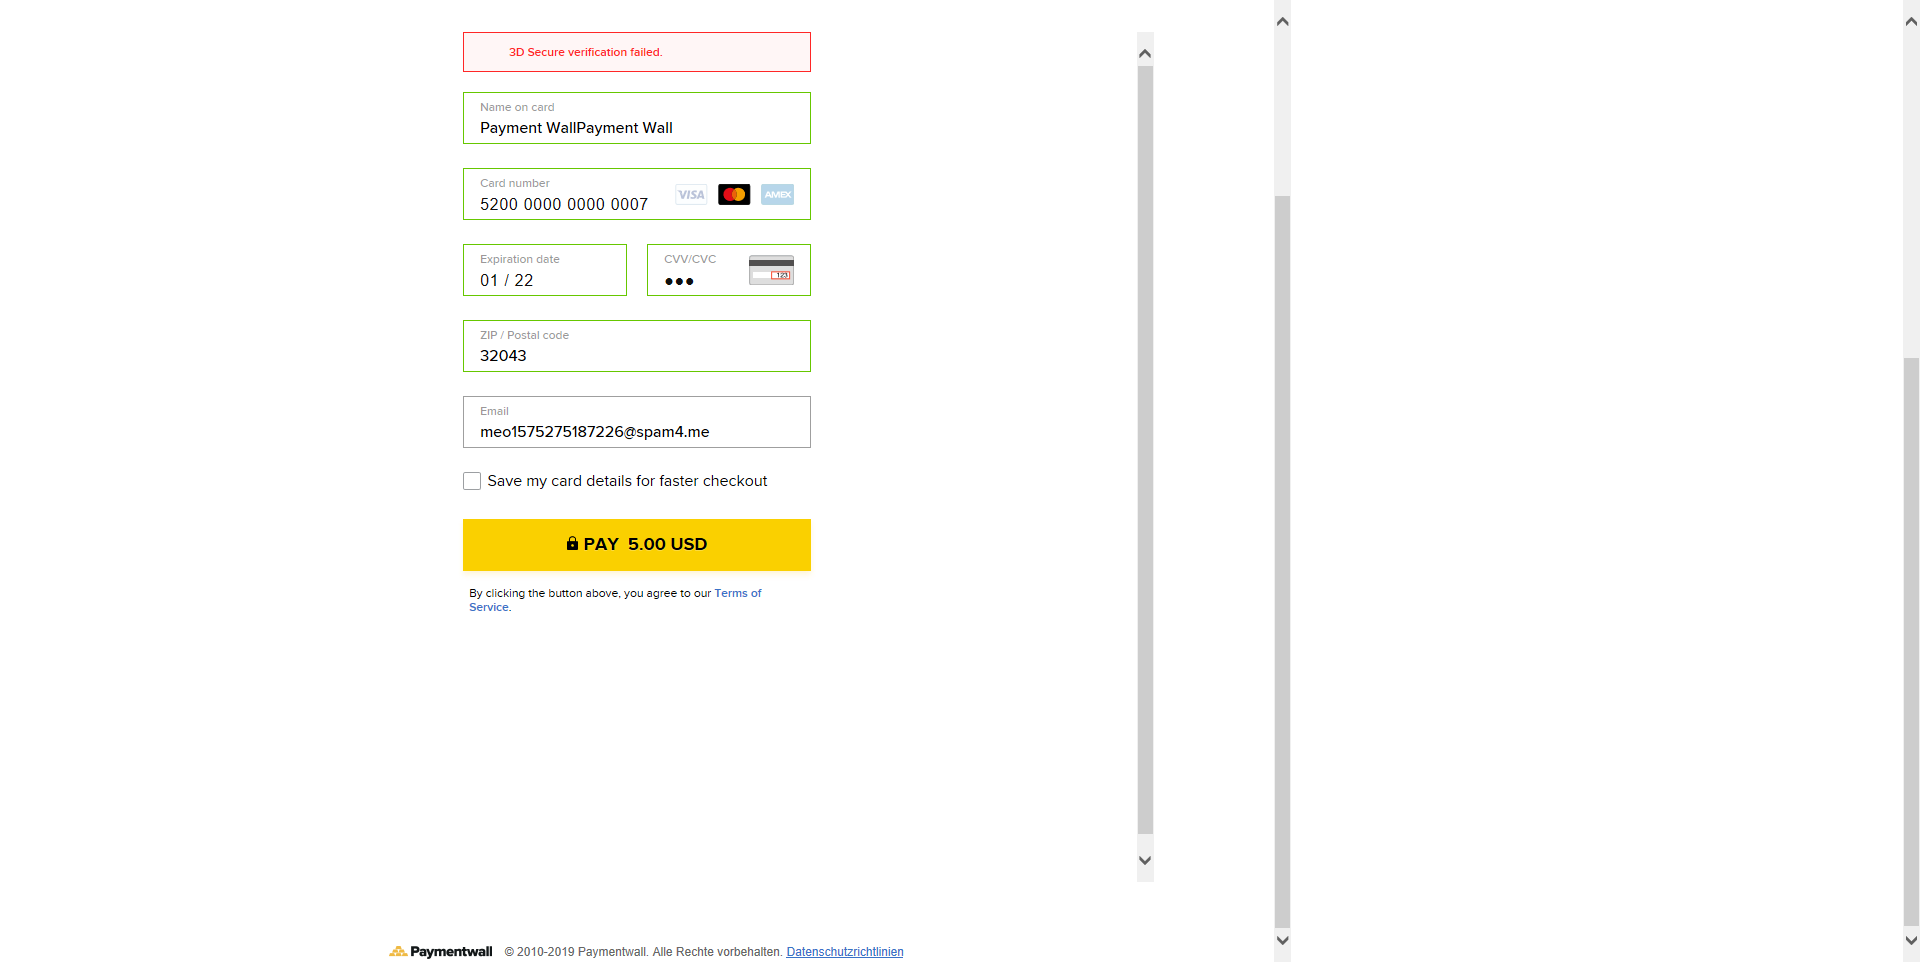 3D Secure verification failed.
Name on card
Payment WallPayment Wall
Card number
5200 0000 0000 0007
VISA
AMEX
Expiration date
01 / 22
CVV/CVC
123
ZIP / Postal code
32043
Email
meo1575275187226@spam4.me
Save my card details for faster checkout
PAY 5.00 USD
By clicking the button above, you agree to our Terms of
Service.
Paymentwall © 2010-2019 Paymentwall. Alle Rechte vorbehalten. Datenschutzrichtlinien